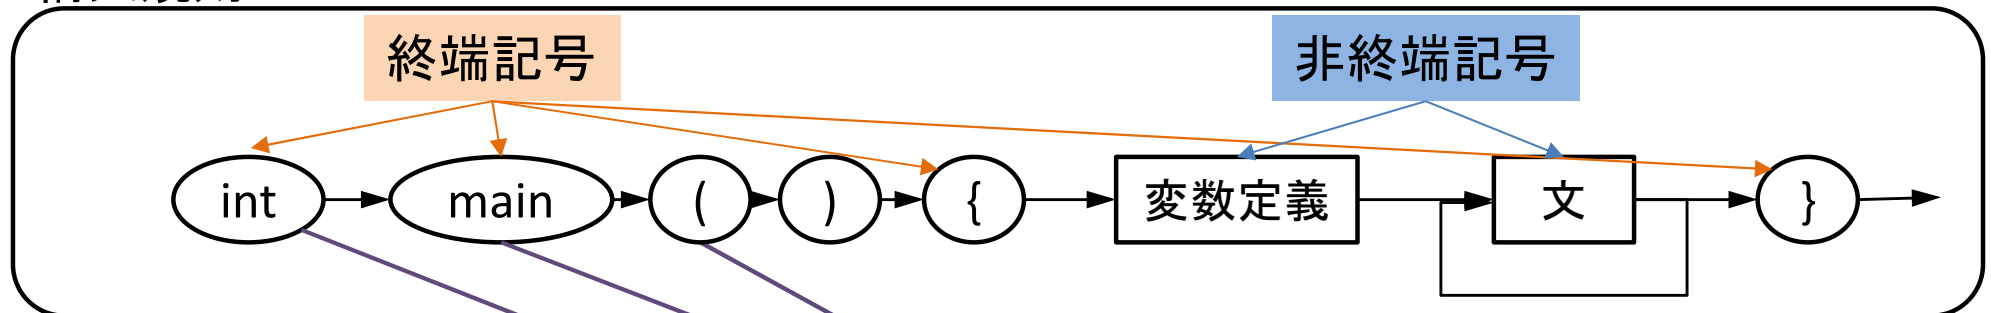 終端記号 非終端記号
int main ( ) { 変数定義 文 }